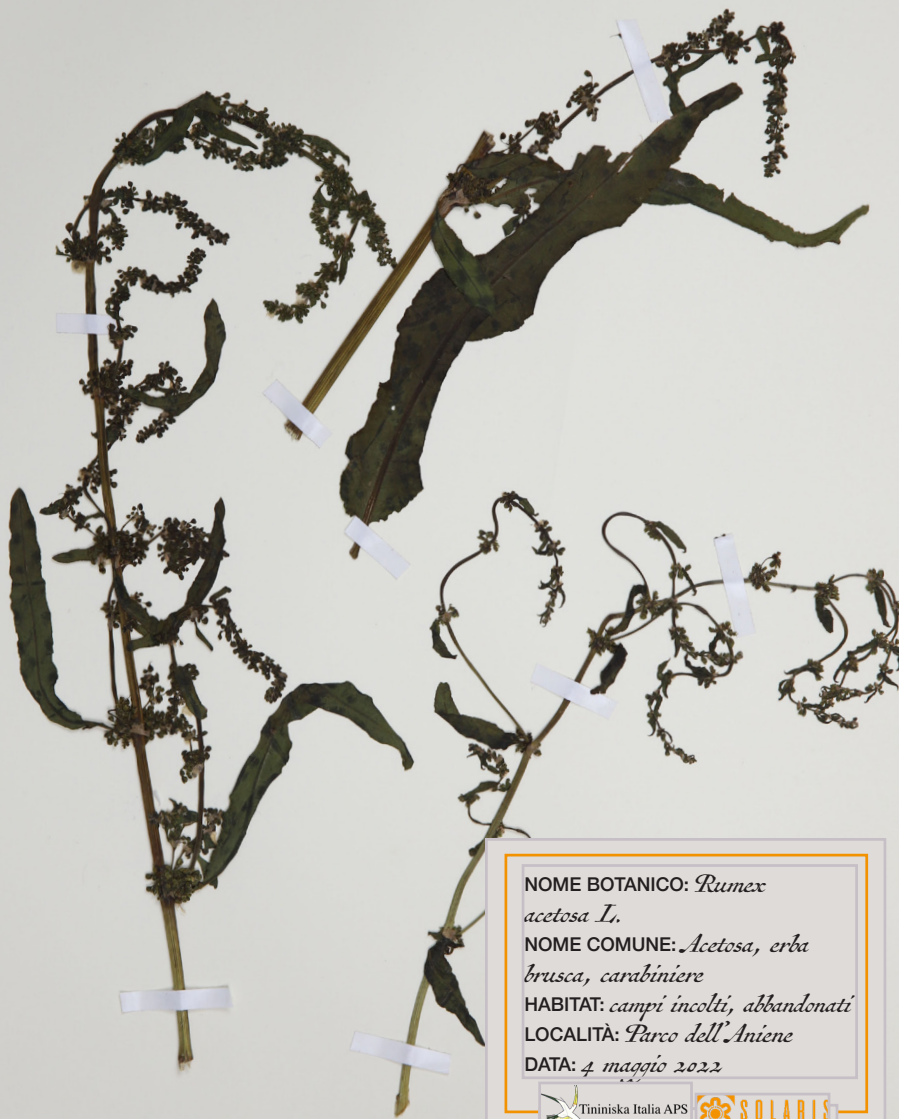 NOME BOTANICO: Rumex
acetosa L.
NOME COMUNE: Acetosa, erba
brusca, carabiniere
HABITAT: campi incolti, abbandonati
LOCALITÀ: Parco dell'Aniene
DATA: 4 maggio 2022
Tininiska Italia APS SOLARIS